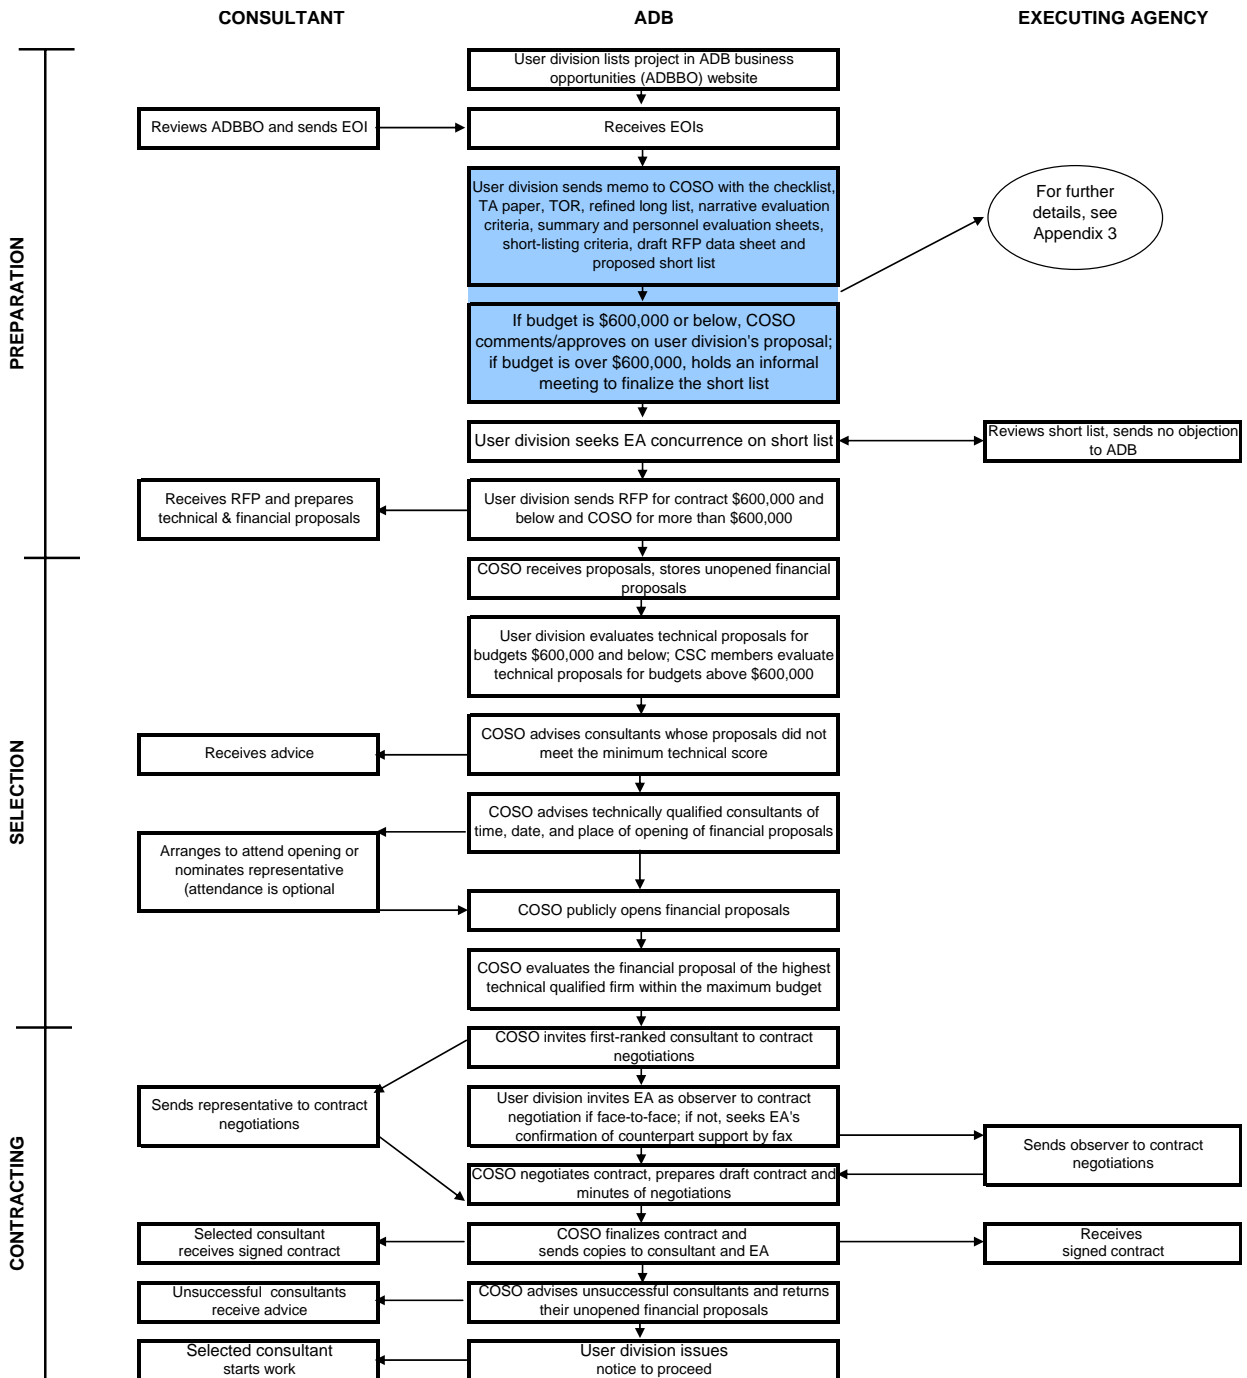 CONSULTANT
ADB
EXECUTING AGENCY
PREPARATION
User division lists project in ADB business
opportunities (ADBBO) website
Reviews ADBBO and sends EOI
Receives EOIs
User division sends memo to COSO with the checklist,
TA paper, TOR, refined long list, narrative evaluation
criteria, summary and personnel evaluation sheets,
short-listing criteria, draft RFP data sheet and
proposed short list
For further
details, see
Appendix 3
If budget is $600,000 or below, COSO
comments/approves on user division's proposal;
if budget is over $600,000, holds an informal
meeting to finalize the short list
User division seeks EA concurrence on short list
Reviews short list, sends no objection
to ADB
Receives RFP and prepares
technical & financial proposals
User division sends RFP for contract $600,000 and
below and COSO for more than $600,000
SELECTION
COSO receives proposals, stores unopened financial
proposals
User division evaluates technical proposals for
budgets $600,000 and below; CSC members evaluate
technical proposals for budgets above $600,000
Receives advice
COSO advises consultants whose proposals did not
meet the minimum technical score
COSO advises technically qualified consultants of
time, date, and place of opening of financial proposals
Arranges to attend opening or
nominates representative
(attendance is optional
COSO publicly opens financial proposals
COSO evaluates the financial proposal of the highest
technical qualified firm within the maximum budget
CONTRACTING
COSO invites first-ranked consultant to contract
negotiations
Sends representative to contract
negotiations
User division invites EA as observer to contract
negotiation if face-to-face; if not, seeks EA's
confirmation of counterpart support by fax
Sends observer to contract
negotiations
COSO negotiates contract, prepares draft contract and
minutes of negotiations
Selected consultant
receives signed contract
COSO finalizes contract and
sends copies to consultant and EA
Receives
signed contract
Unsuccessful consultants
receive advice
COSO advises unsuccessful consultants and returns
their unopened financial proposals
Selected consultant
starts work
User division issues
notice to proceed